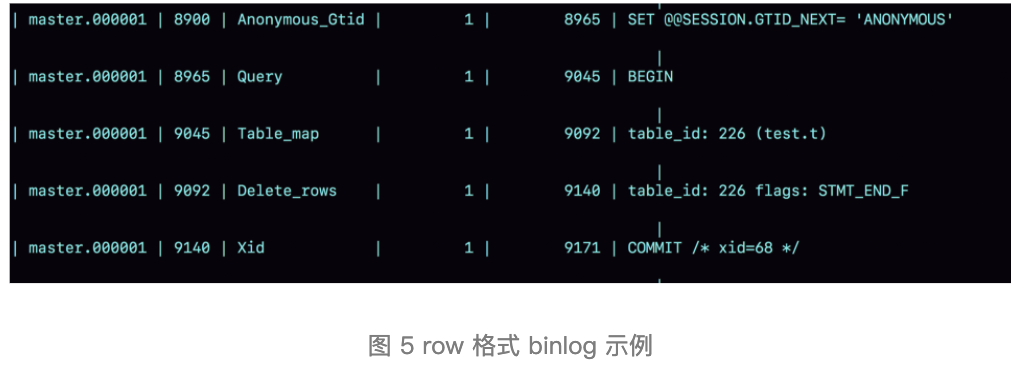 | master.000001 | 8900 | Anonymous_Gtid | 1 | 8965 | SET @@SESSION.GTID_NEXT= 'ANONYMOUS'
|
| master.000001 | 8965 | Query | 1 | 9045 | BEGIN
|
| master.000001 | 9045 | Table_map | 1 | 9092 | table_id: 226 (test.t)
|
| master.000001 | 9092 | Delete_rows | 1 | 9140 | table_id: 226 flags: STMT_END_F
|
| master.000001 | 9140 | Xid | 1 | 9171 | COMMIT /* xid=68 */
图 5 row 格式 binlog 示例